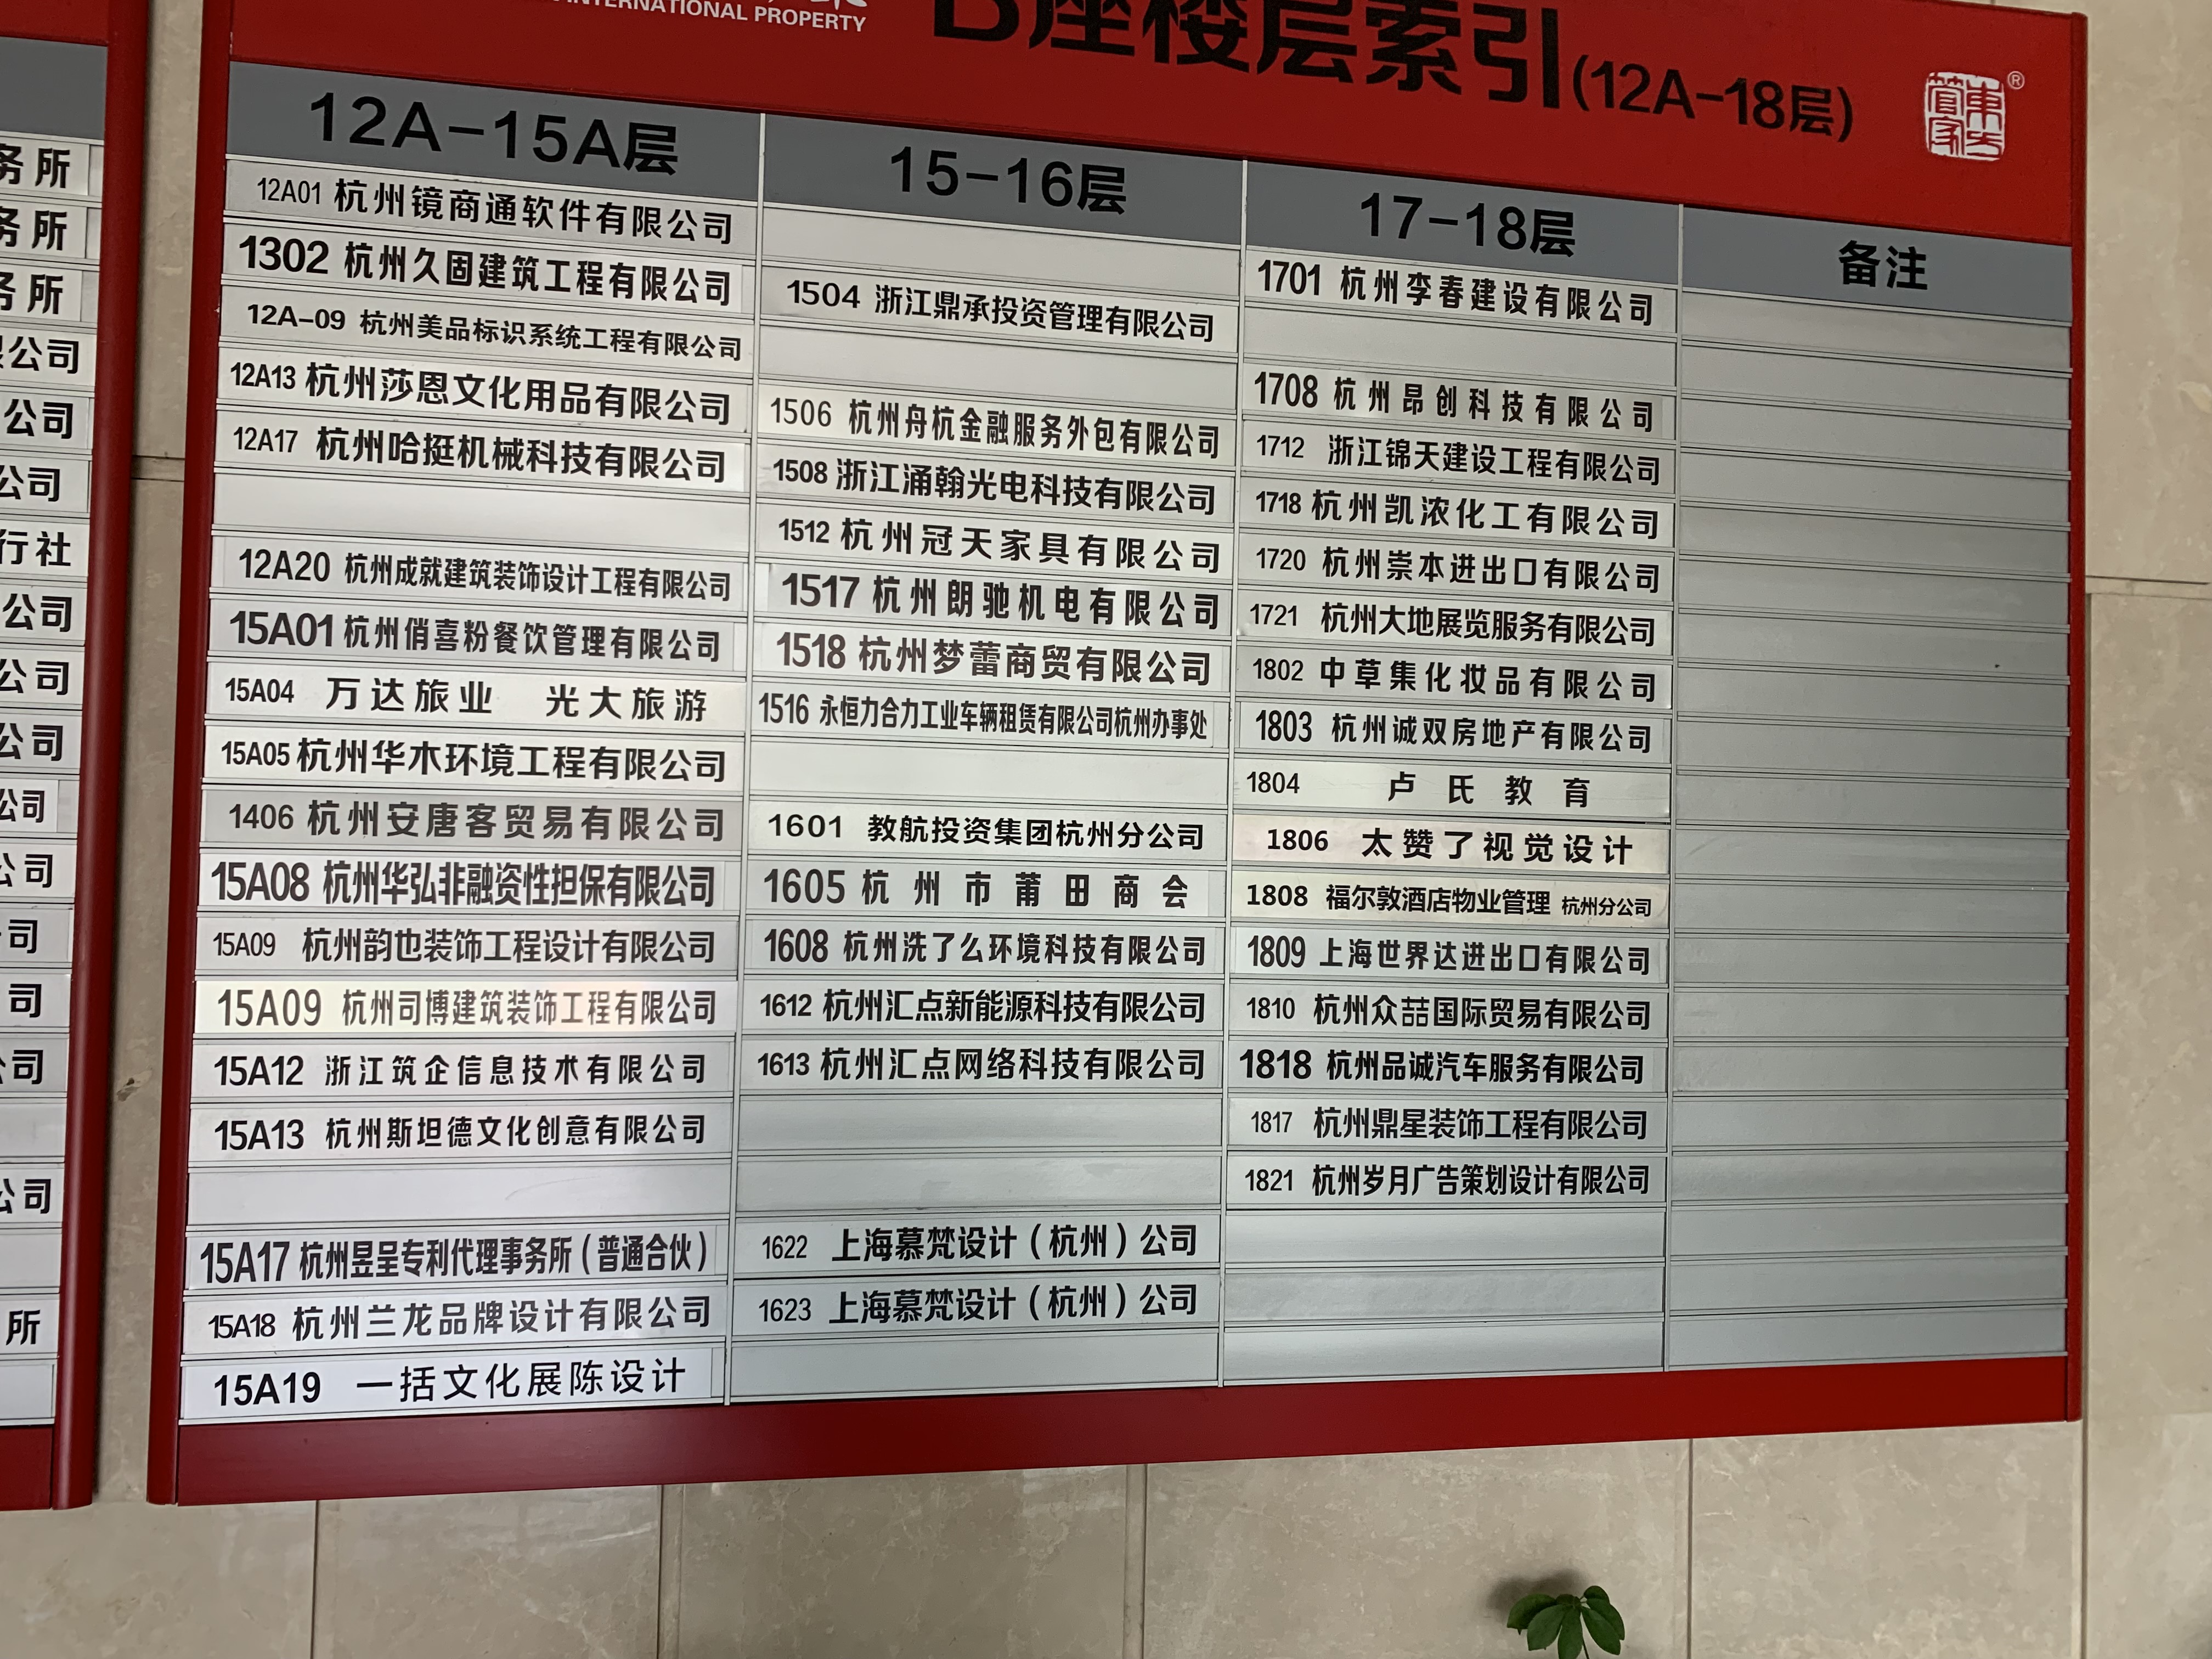 INTERNATIONAL PROPERTY
B座楼层索引(12A-18层)
®
务所
务所
务所
公司
公司
公司
行社
公司
公司
公司
公司
公司
司
司
公司
公司
所
12A-15A层
12A01 杭州镜商通软件有限公司
1302 杭州久固建筑工程有限公司
12A-09 杭州美品标识系统工程有限公司
12A13 杭州莎恩文化用品有限公司
12A17 杭州哈挺机械科技有限公司
12A20 杭州成就建筑装饰设计工程有限公司
15A01 杭州俏喜粉餐饮管理有限公司
15A04 万达旅业 光大旅游
15A05 杭州华木环境工程有限公司
1406 杭州安唐客贸易有限公司
15A08 杭州华弘非融资性担保有限公司
15A09 杭州韵也装饰工程设计有限公司
15A09 杭州司博建筑装饰工程有限公司
15A12 浙江筑企信息技术有限公司
15A13 杭州斯坦德文化创意有限公司
15A17 杭州昱呈专利代理事务所（普通合伙）
15A18 杭州兰龙品牌设计有限公司
15A19 一括文化展陈设计
15-16层
1504 浙江鼎承投资管理有限公司
1506 杭州舟杭金融服务外包有限公司
1508 浙江涌翰光电科技有限公司
1512 杭州冠天家具有限公司
1517 杭州朗驰机电有限公司
1518 杭州梦蕾商贸有限公司
1516 永恒力合力工业车辆租赁有限公司杭州办事处
1601 教航投资集团杭州分公司
1605 杭州市莆田商会
1608 杭州洗了么环境科技有限公司
1612 杭州汇点新能源科技有限公司
1613 杭州汇点网络科技有限公司
1622 上海慕梵设计（杭州）公司
1623 上海慕梵设计（杭州）公司
17-18层
1701 杭州李春建设有限公司
1708 杭州昂创科技有限公司
1712 浙江锦天建设工程有限公司
1718 杭州凯浓化工有限公司
1720 杭州崇本进出口有限公司
1721 杭州大地展览服务有限公司
1802 中草集化妆品有限公司
1803 杭州诚双房地产有限公司
1804 卢氏教育
1806 太赞了视觉设计
1808 福尔敦酒店物业管理 杭州分公司
1809 上海世界达进出口有限公司
1810 杭州众喆国际贸易有限公司
1818 杭州品诚汽车服务有限公司
1817 杭州鼎星装饰工程有限公司
1821 杭州岁月广告策划设计有限公司
备注